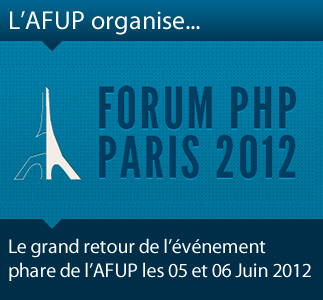 L'AFUP organise...
FORUM PHP
PARIS 2012
Le grand retour de l'événement
phare de l'AFUP les 05 et 06 Juin 2012